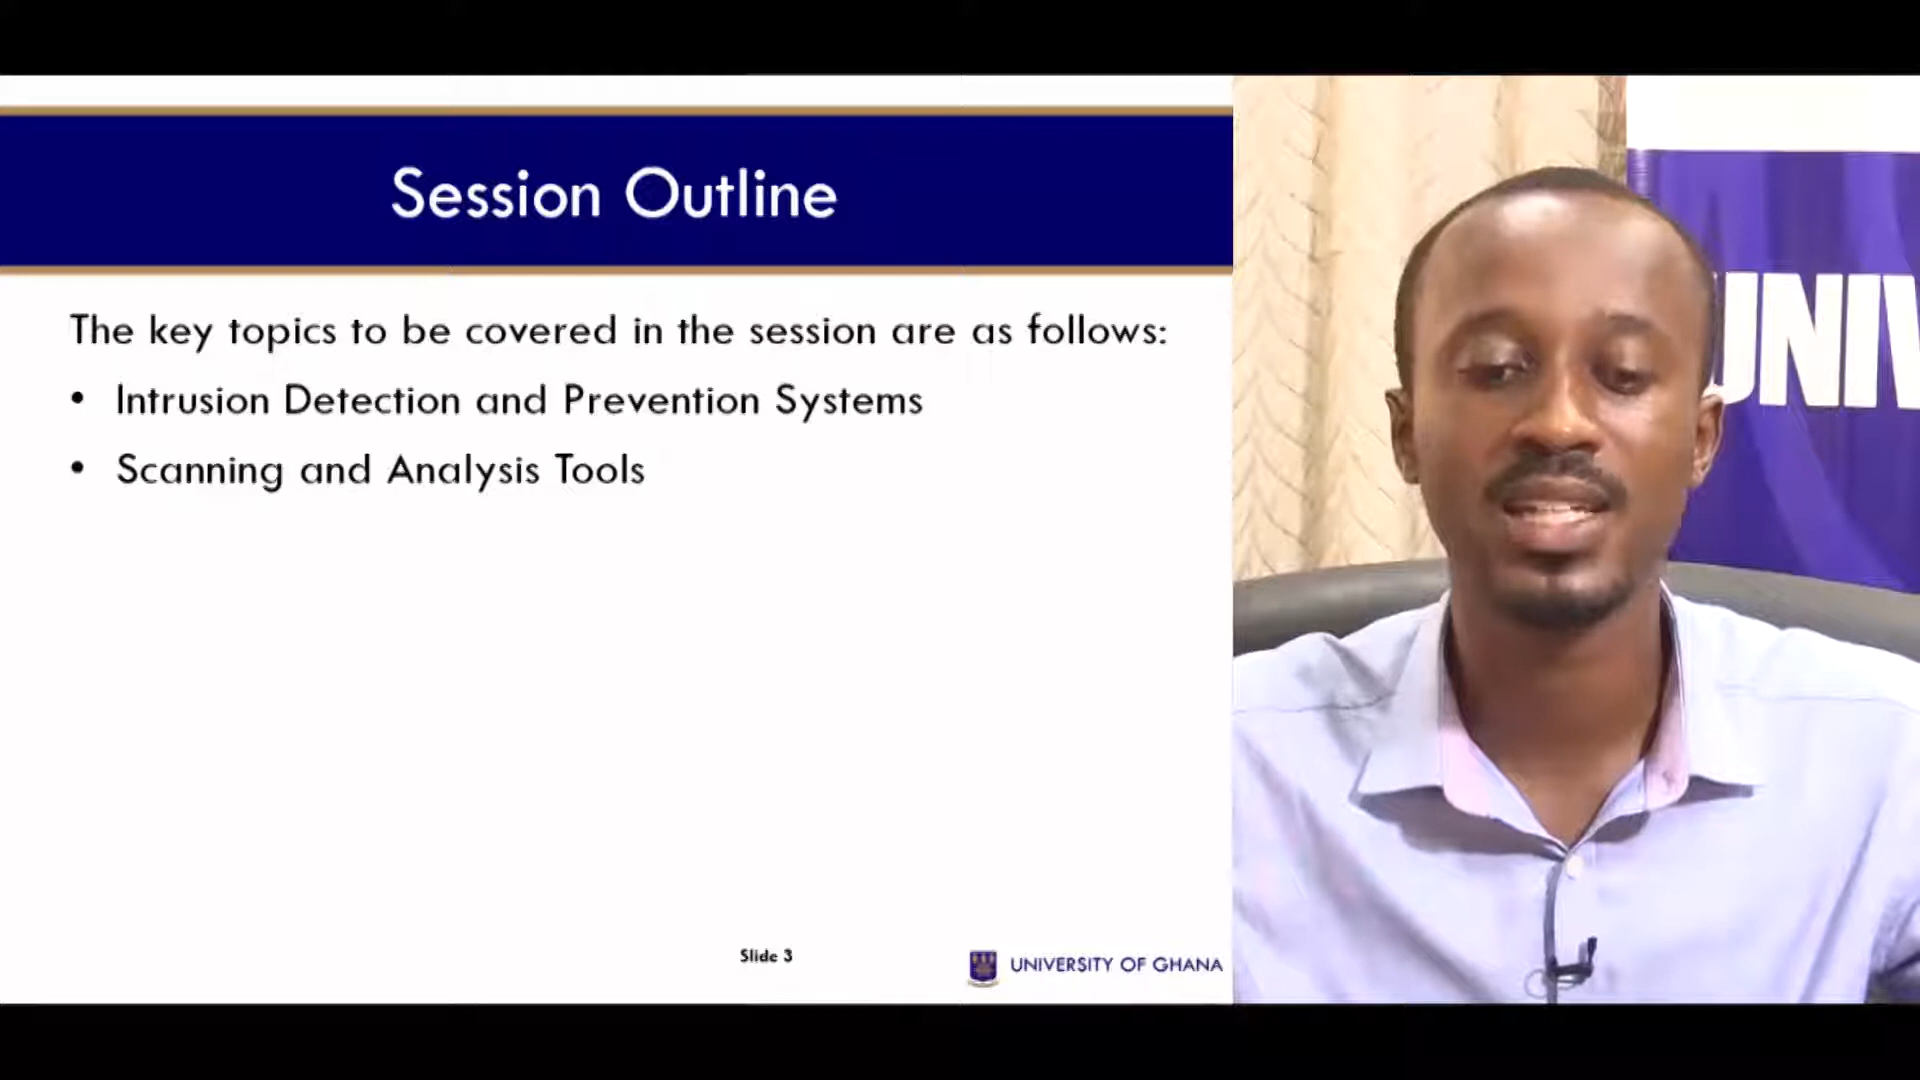 Session Outline
The key topics to be covered in the session are as follows:
• Intrusion Detection and Prevention Systems
• Scanning and Analysis Tools
Slide 3
UNIVERSITY OF GHANA
UNIV